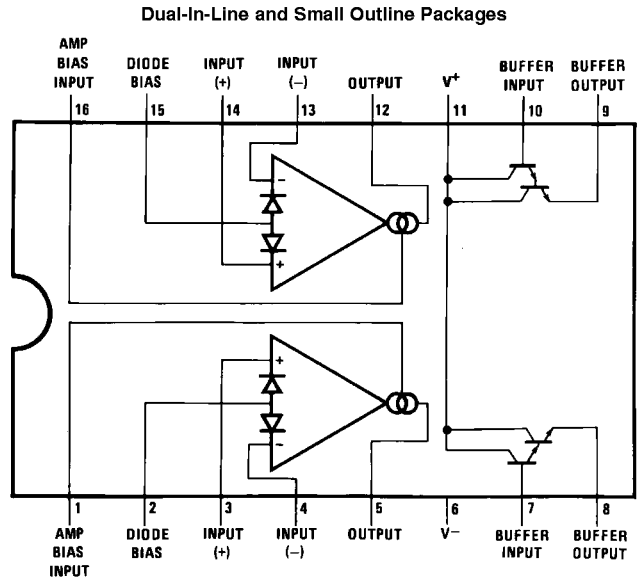 Dual-In-Line and Small Outline Packages
AMP
BIAS
INPUT
DIODE
BIAS
INPUT
(+)
INPUT
(−)
OUTPUT
V+
BUFFER
INPUT
BUFFER
OUTPUT
16 15 14 13 12 11 10 9
−
+
+
−
1 2 3 4 5 6 7 8
AMP
BIAS
INPUT
DIODE
BIAS
INPUT
(+)
INPUT
(−)
OUTPUT
V−
BUFFER
INPUT
BUFFER
OUTPUT